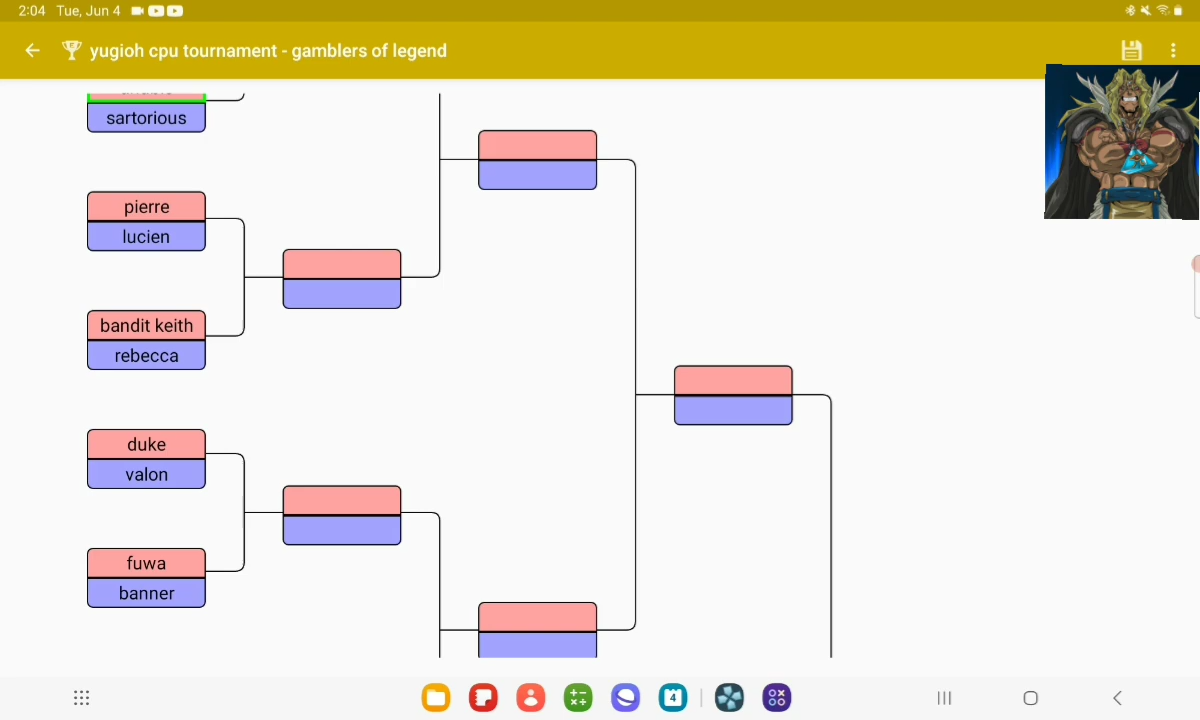 2:04 Tue, Jun 4
yugioh cpu tournament - gamblers of legend
sartorious
pierre
lucien
bandit keith
rebecca
duke
valon
fuwa
banner
4